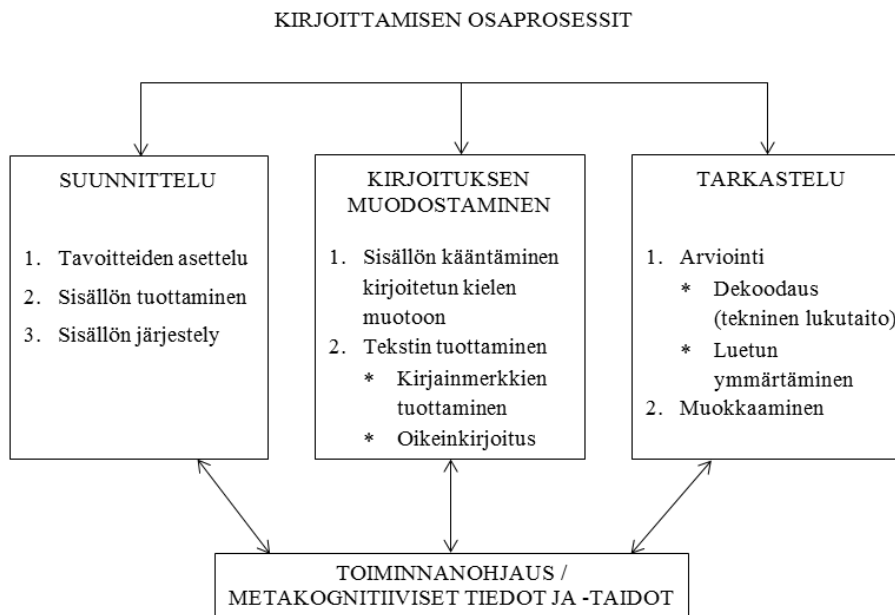 KIRJOITTAMISEN OSAPROSESSIT
SUUNNITTELU
1. Tavoitteiden asettelu
2. Sisällön tuottaminen
3. Sisällön järjestely
KIRJOITUKSEN
MUODOSTAMINEN
1. Sisällön kääntäminen
kirjoitetun kielen
muotoon
2. Tekstin tuottaminen
* Kirjainmerkkien
tuottaminen
* Oikeinkirjoitus
TARKASTELU
1. Arviointi
* Dekoodaus
(tekninen lukutaito)
* Luetun
ymmärtäminen
2. Muokkaaminen
TOIMINNANOHJAUS /
METAKOGNITIIVISET TIEDOT JA -TAIDOT